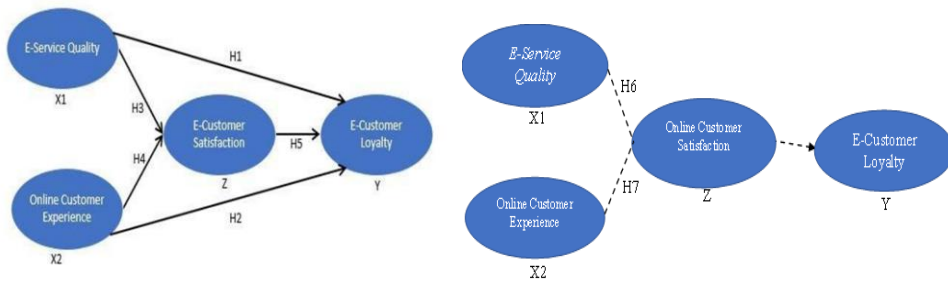 E-Service Quality
X1
H1
H3
E-Customer
Satisfaction
Z
H5
E-Customer
Loyalty
Y
H4
Online Customer
Experience
X2
H2
E-Service
Quality
X1
H6
Online Customer
Satisfaction
Z
E-Customer
Loyalty
Y
H7
Online Customer
Experience
X2